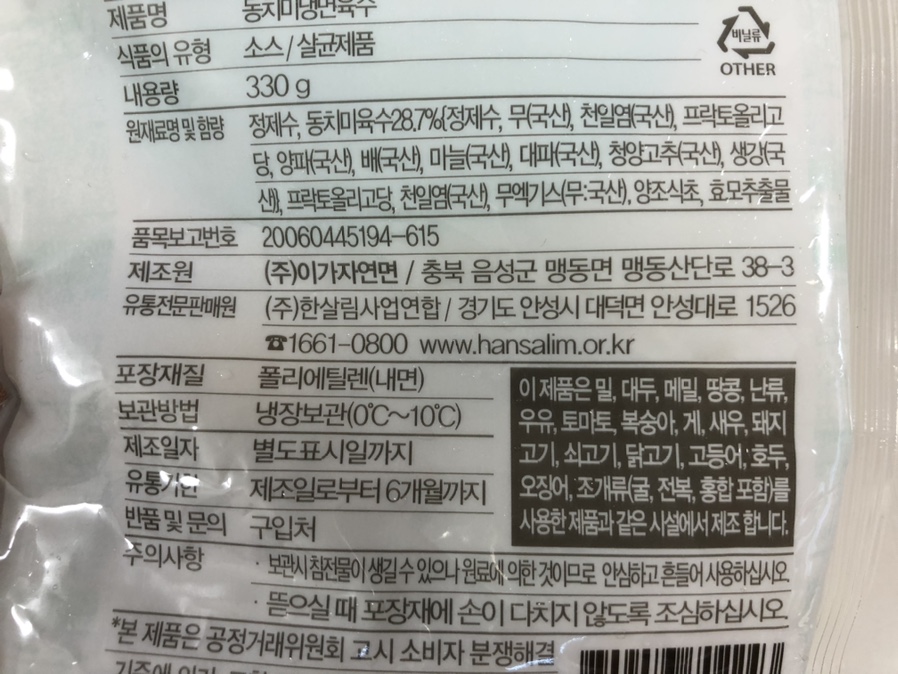 제품명 동치미냉면육수
식품의 유형 소스/살균제품
비닐류
OTHER
내용량 330 g
원재료명 및 함량 정제수, 동치미육수28.7%{정제수, 무(국산), 천일염(국산), 프락토올리고
당, 양파(국산), 배(국산), 마늘(국산), 대파(국산), 청양고추(국산), 생강(국
산)}, 프락토올리고당, 천일염(국산), 무엑기스(무:국산), 양조식초, 효모추출물
품목보고번호 20060445194-615
제조원 (주)이가자연면 / 충북 음성군 맹동면 맹동산단로 38-3
유통전문판매원 (주)한살림사업연합 / 경기도 안성시 대덕면 안성대로 1526
☎1661-0800 www.hansalim.or.kr
포장재질 폴리에틸렌(내면)
보관방법 냉장보관(0℃~10℃)
제조일자 별도표시일까지
유통기한 제조일로부터 6개월까지
반품 및 문의 구입처
이 제품은 밀, 대두, 메밀, 땅콩, 난류,
우유, 토마토, 복숭아, 게, 새우, 돼지
고기, 쇠고기, 닭고기, 고등어, 호두,
오징어, 조개류(굴, 전복, 홍합 포함)를
사용한 제품과 같은 시설에서 제조 합니다.
주의사항 · 보관시 침전물이 생길 수 있으나 원료에 의한 것이므로 안심하고 흔들어 사용하십시오.
· 뜯으실 때 포장재에 손이 다치지 않도록 조심하십시오.
*본 제품은 공정거래위원회 고시 소비자 분쟁해결